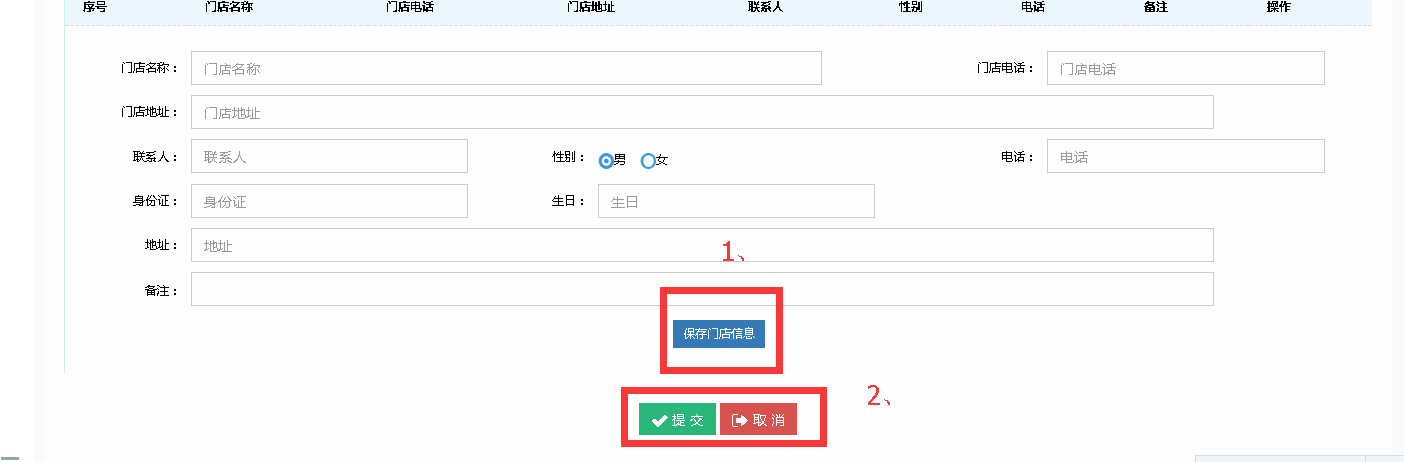 序号 门店名称 门店电话 门店地址 联系人 性别 电话 备注 操作
门店名称： 门店名称 门店电话： 门店电话
门店地址： 门店地址
联系人： 联系人 性别： 男 女 电话： 电话
身份证： 身份证 生日： 生日
地址： 地址
1、
备注：
保存门店信息
2、
提 交 取 消